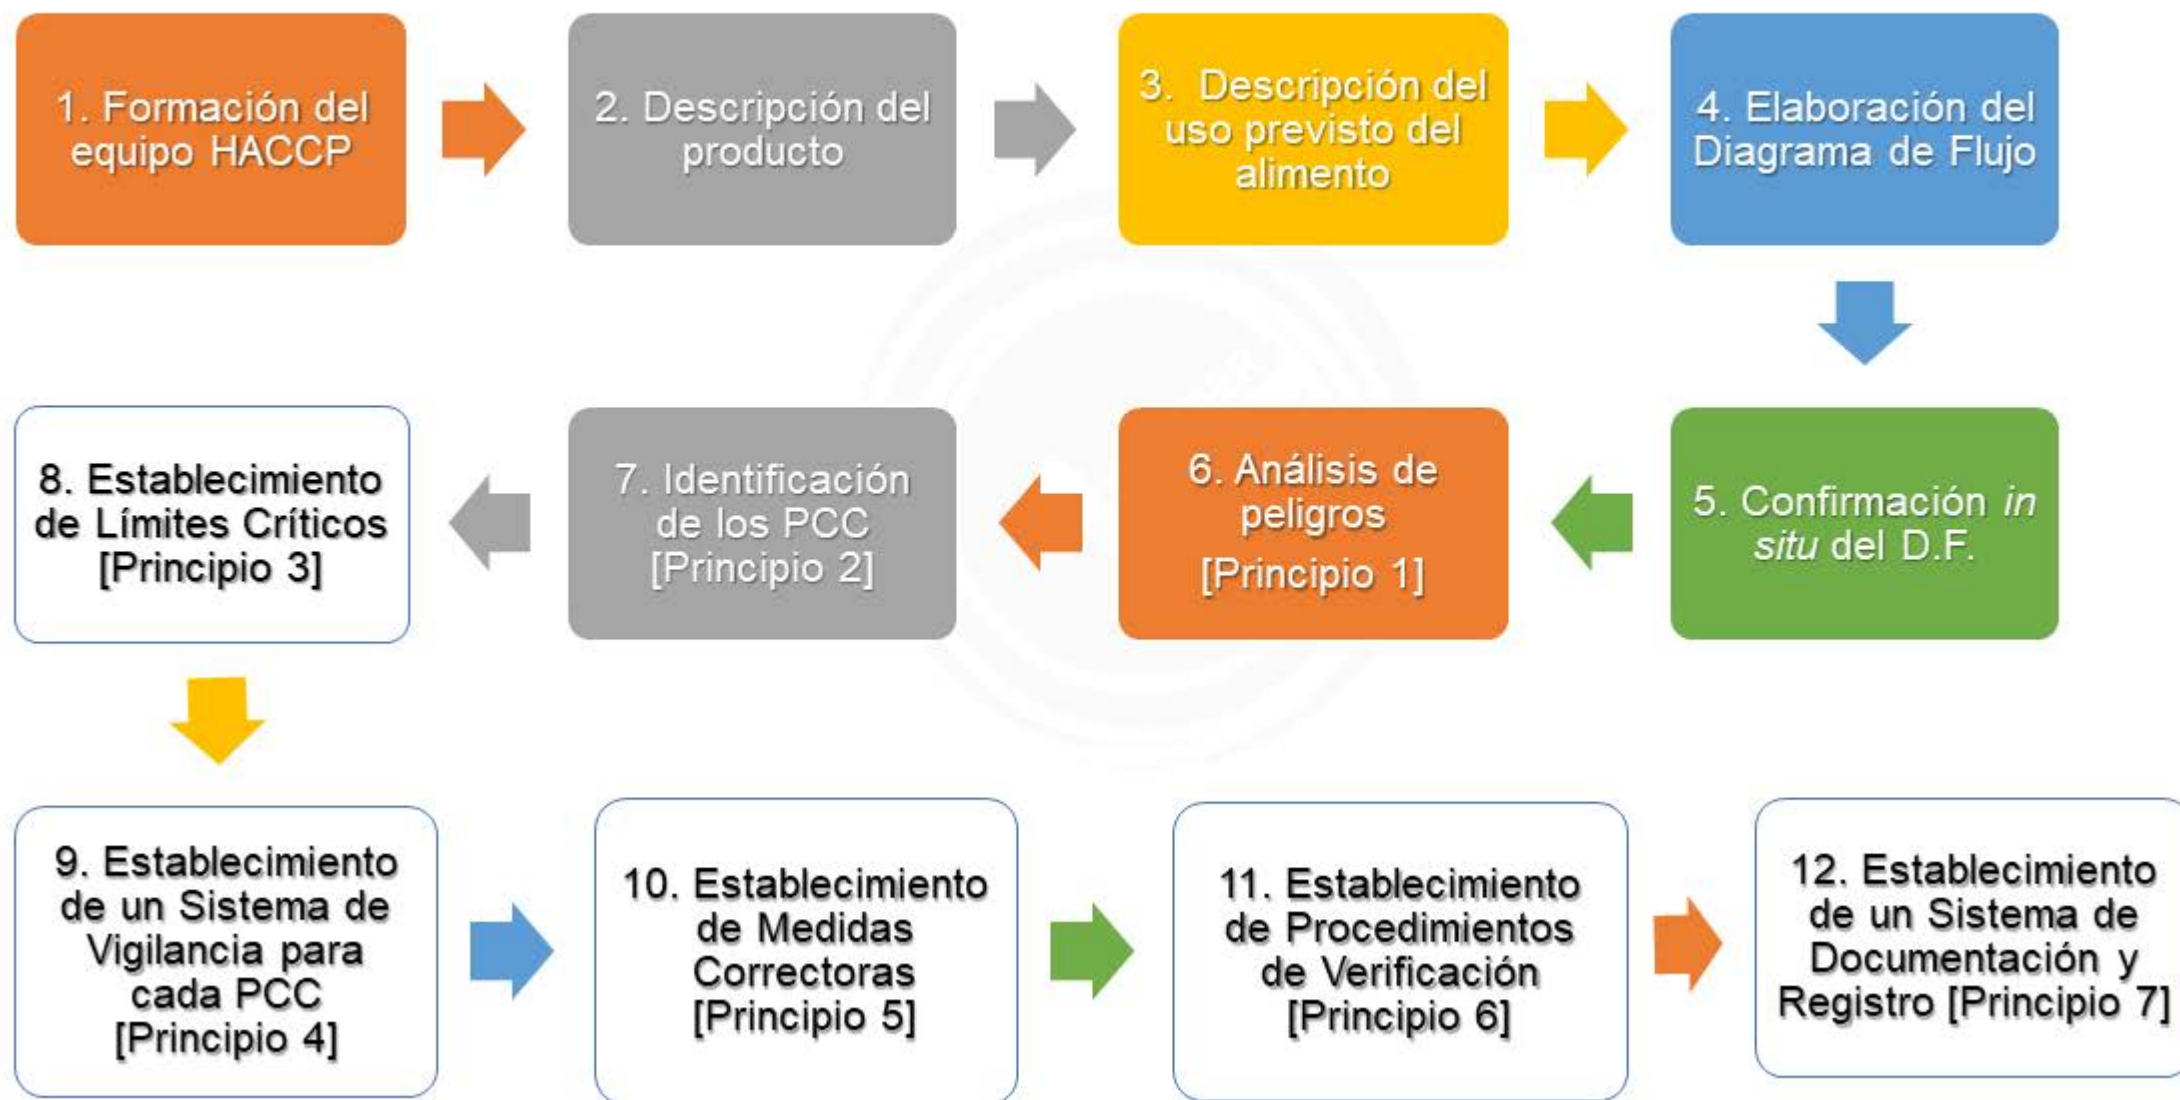 1. Formación del
equipo HACCP
2. Descripción del
producto
3. Descripción del
uso previsto del
alimento
4. Elaboración del
Diagrama de Flujo
5. Confirmación in
situ del D.F.
6. Análisis de
peligros
[Principio 1]
7. Identificación
de los PCC
[Principio 2]
8. Establecimiento
de Límites Críticos
[Principio 3]
9. Establecimiento
de un Sistema de
Vigilancia para
cada PCC
[Principio 4]
10. Establecimiento
de Medidas
Correctoras
[Principio 5]
11. Establecimiento
de Procedimientos
de Verificación
[Principio 6]
12. Establecimiento
de un Sistema de
Documentación y
Registro [Principio 7]